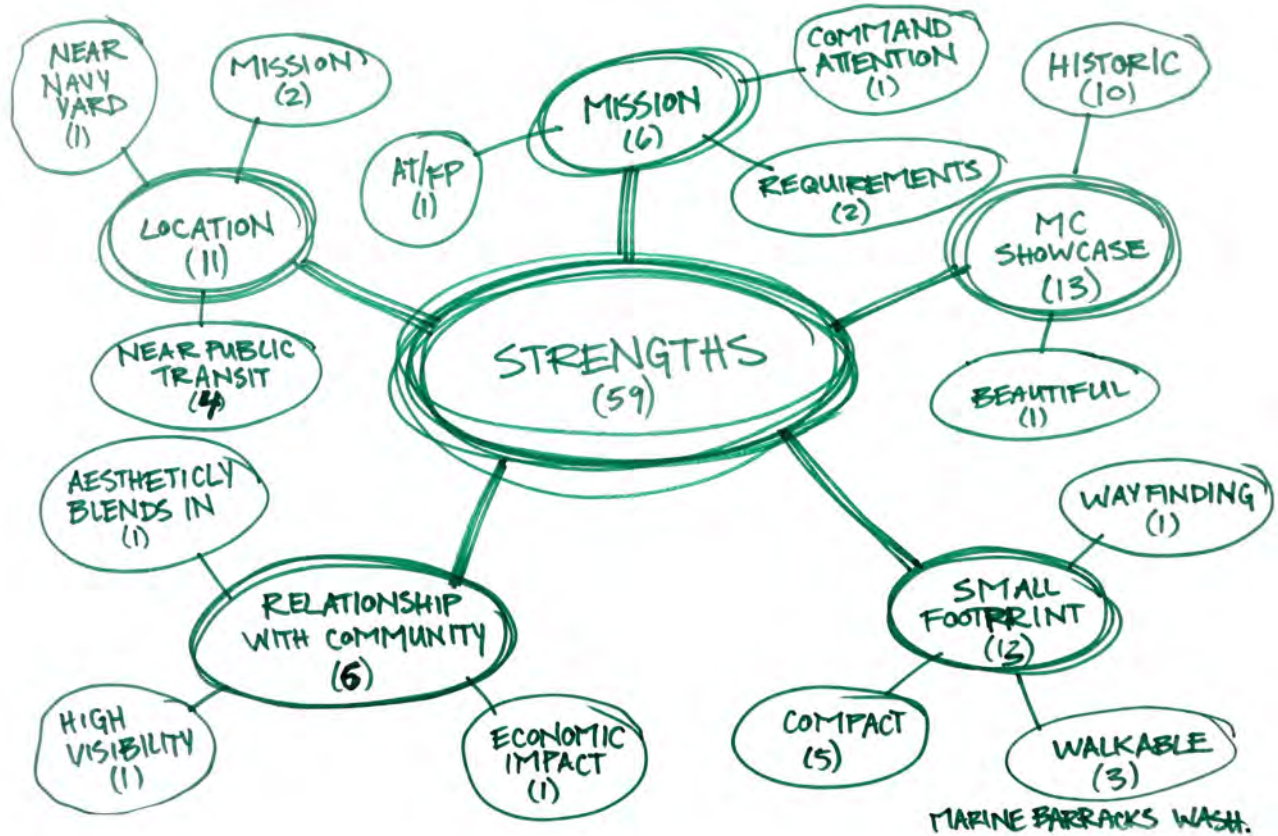 NEAR
NAVY
YARD
(1)
MISSION
(2)
LOCATION
(11)
NEAR PUBLIC
TRANSIT
(4)
MISSION
(6)
COMMAND
ATTENTION
(1)
AT/FP
(1)
REQUIREMENTS
(2)
HISTORIC
(10)
MC
SHOWCASE
(13)
BEAUTIFUL
(1)
STRENGTHS
(59)
AESTHETICLY
BLENDS IN
(1)
RELATIONSHIP
WITH COMMUNITY
HIGH
VISIBILITY
(1)
ECONOMIC
IMPACT
(1)
WAYFINDING
(1)
SMALL
FOOTPRINT
COMPACT
(5)
WALKABLE
(3)
MARINE BARRACKS WASH.